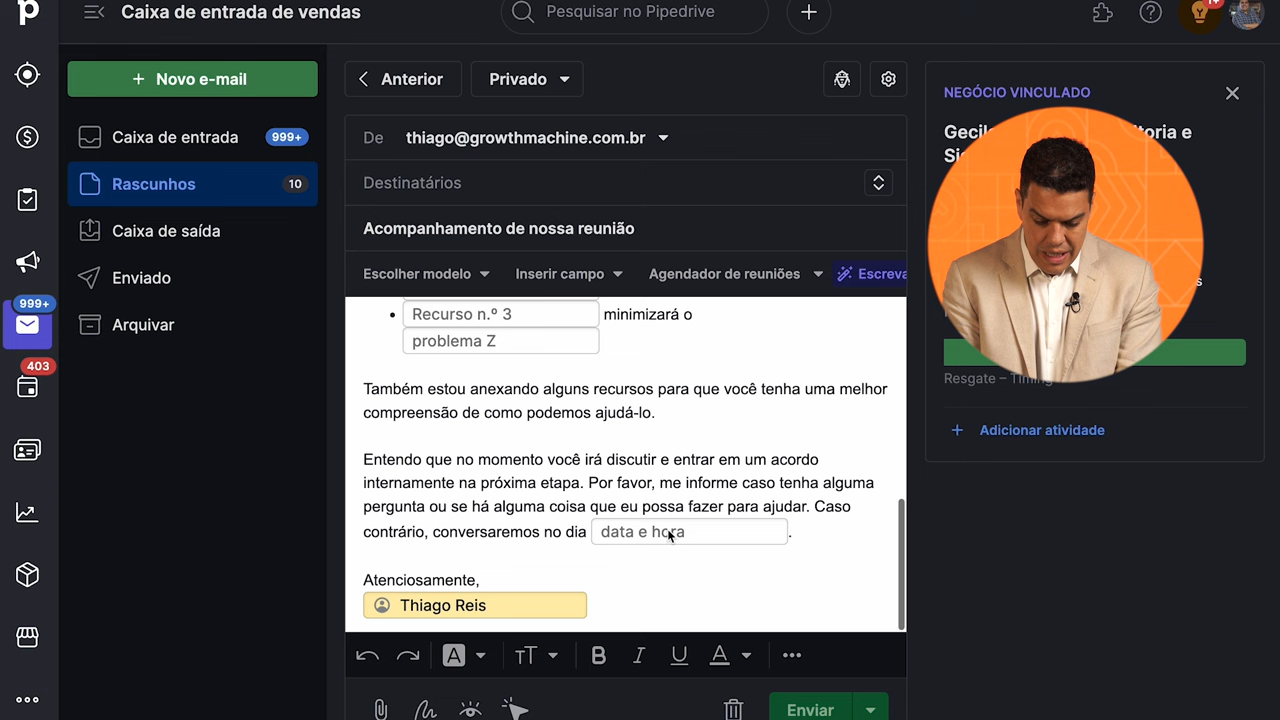 Caixa de entrada de vendas
Pesquisar no Pipedrive
1+
+ Novo e-mail
Caixa de entrada 999+
Rascunhos 10
Caixa de saída
Enviado
Arquivar
999+
403
Anterior
Privado
De thiago@growthmachine.com.br
Destinatários
Acompanhamento de nossa reunião
Escolher modelo Inserir campo Agendador de reuniões Escreva
• Recurso n.º 3 minimizará o
problema Z
Também estou anexando alguns recursos para que você tenha uma melhor
compreensão de como podemos ajudá-lo.
Entendo que no momento você irá discutir e entrar em um acordo
internamente na próxima etapa. Por favor, me informe caso tenha alguma
pergunta ou se há alguma coisa que eu possa fazer para ajudar. Caso
contrário, conversaremos no dia data e hora .
Atenciosamente,
Thiago Reis
A TT B I U A
Enviar
NEGÓCIO VINCULADO
e
Resgate –
+ Adicionar atividade